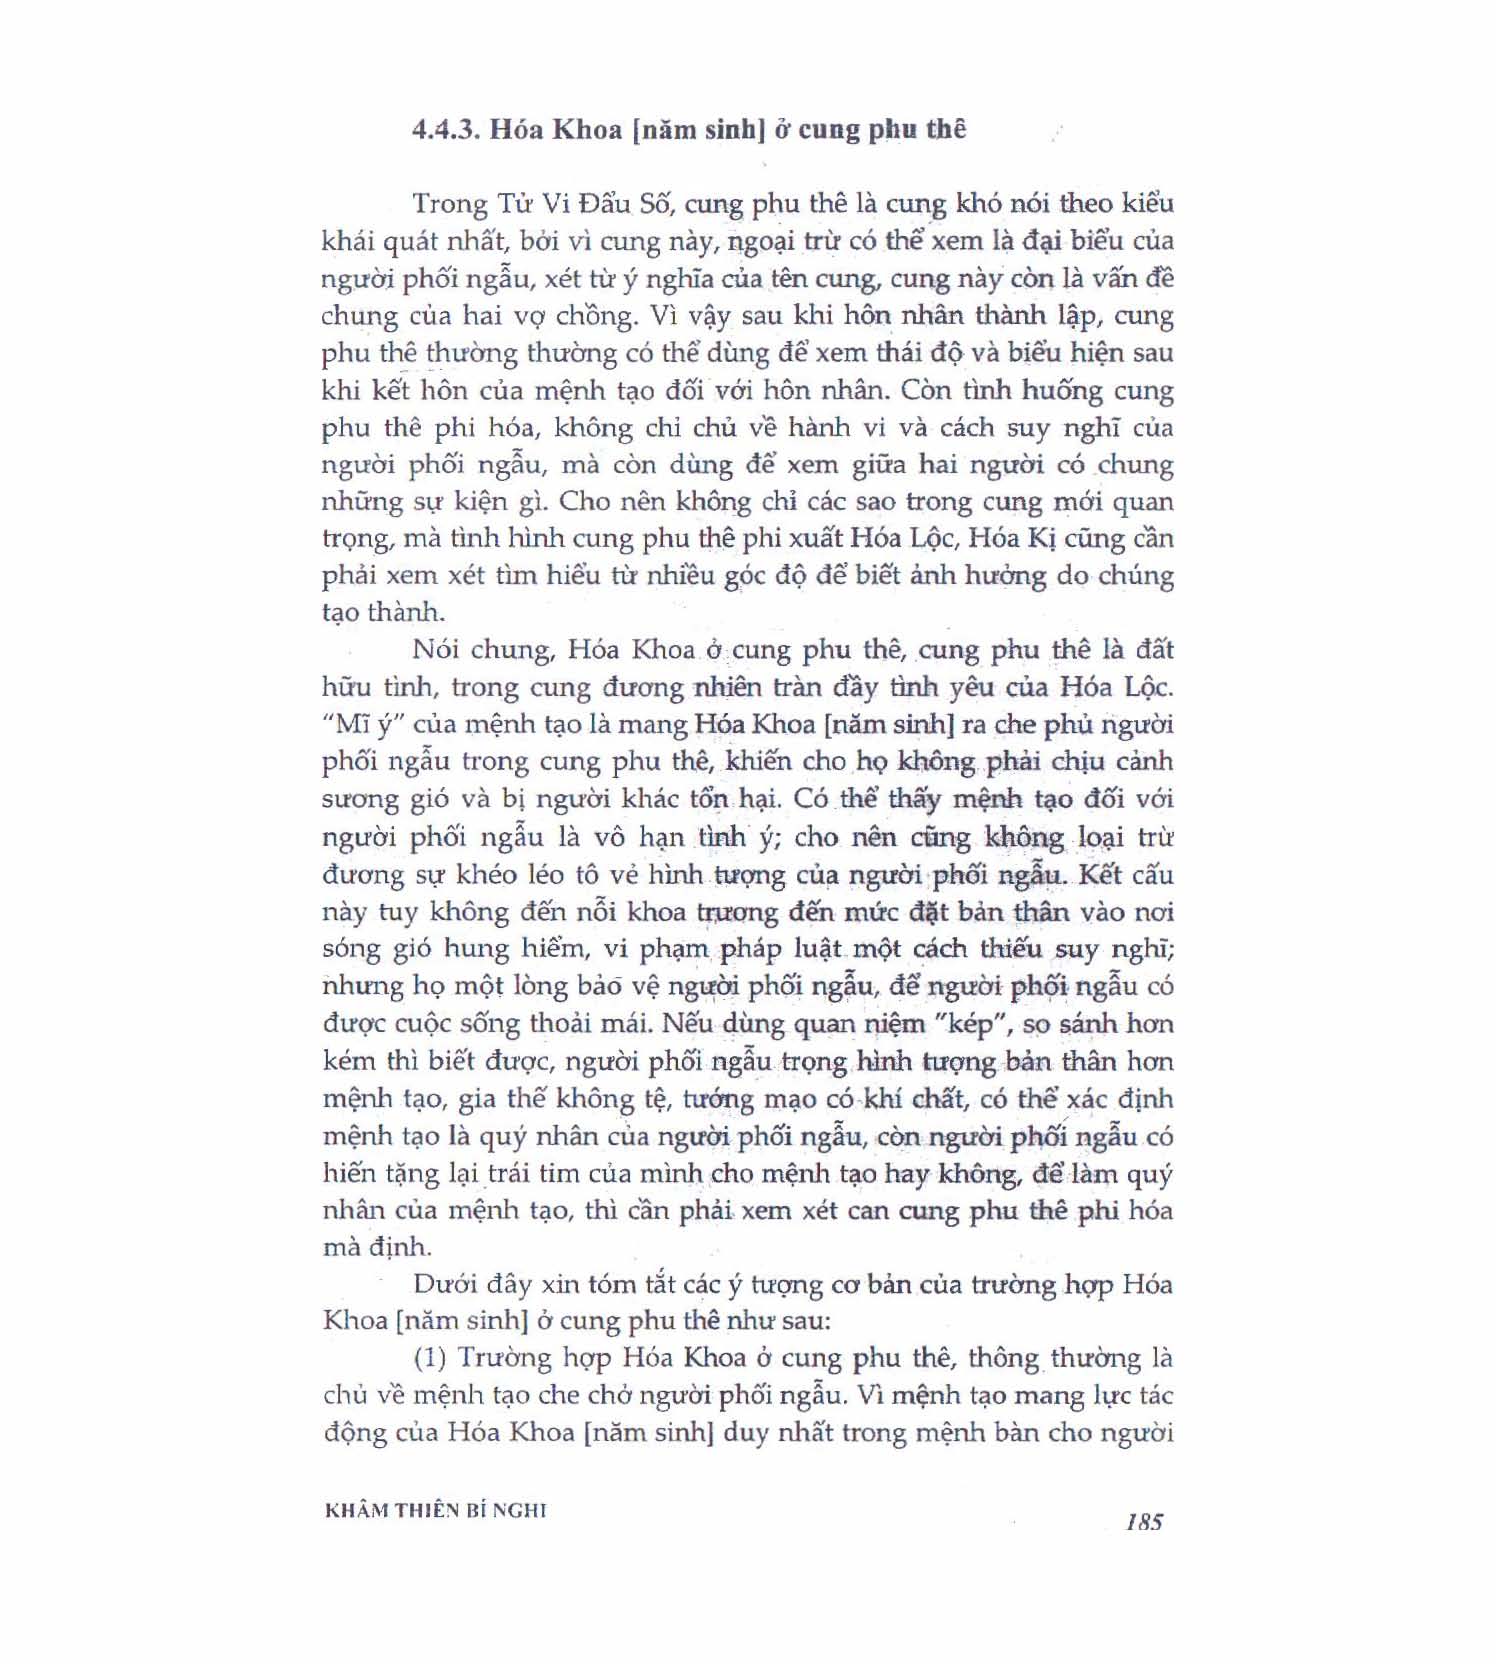 4.4.3. Hóa Khoa [năm sinh] ở cung phu thê
Trong Tử Vi Đẩu Số, cung phu thê là cung khó nói theo kiểu
khái quát nhất, bởi vì cung này, ngoại trừ có thể xem là đại biểu của
người phối ngẫu, xét từ ý nghĩa của tên cung, cung này còn là vấn đề
chung của hai vợ chồng. Vì vậy sau khi hôn nhân thành lập, cung
phu thê thường thường có thể dùng để xem thái độ và biểu hiện sau
khi kết hôn của mệnh tạo đối với hôn nhân. Còn tình huống cung
phu thê phi hóa, không chỉ chủ về hành vi và cách suy nghĩ của
người phối ngẫu, mà còn dùng để xem giữa hai người có chung
những sự kiện gì. Cho nên không chỉ các sao trong cung mới quan
trọng, mà tình hình cung phu thê phi xuất Hóa Lộc, Hóa Kị cũng cần
phải xem xét tìm hiểu từ nhiều góc độ để biết ảnh hưởng do chúng
tạo thành.
Nói chung, Hóa Khoa ở cung phu thê, cung phu thê là đất
hữu tình, trong cung đương nhiên tràn đầy tình yêu của Hóa Lộc.
"Mĩ ý" của mệnh tạo là mang Hóa Khoa [năm sinh] ra che phủ người
phối ngẫu trong cung phu thê, khiến cho họ không phải chịu cảnh
sương gió và bị người khác tổn hại. Có thể thấy mệnh tạo đối với
người phối ngẫu là vô hạn tình ý; cho nên cũng không loại trừ
đương sự khéo léo tô vẻ hình tượng của người phối ngẫu. Kết cấu
này tuy không đến nỗi khoa trương đến mức đặt bản thân vào nơi
sóng gió hung hiểm, vi phạm pháp luật một cách thiếu suy nghĩ;
nhưng họ một lòng bảo vệ người phối ngẫu, để người phối ngẫu có
được cuộc sống thoải mái. Nếu dùng quan niệm "kép", so sánh hơn
kém thì biết được, người phối ngẫu trọng hình tượng bản thân hơn
mệnh tạo, gia thế không tệ, tướng mạo có khí chất, có thể xác định
mệnh tạo là quý nhân của người phối ngẫu, còn người phối ngẫu có
hiến tặng lại trái tim của mình cho mệnh tạo hay không, để làm quý
nhân của mệnh tạo, thì cần phải xem xét can cung phu thê phi hóa
mà định.
Dưới đây xin tóm tắt các ý tượng cơ bản của trường hợp Hóa
Khoa [năm sinh] ở cung phu thê như sau:
(1) Trường hợp Hóa Khoa ở cung phu thê, thông thường là
chủ về mệnh tạo che chở người phối ngẫu. Vì mệnh tạo mang lực tác
động của Hóa Khoa [năm sinh] duy nhất trong mệnh bàn cho người
KHÂM THIÊN BÍ NGHI
185